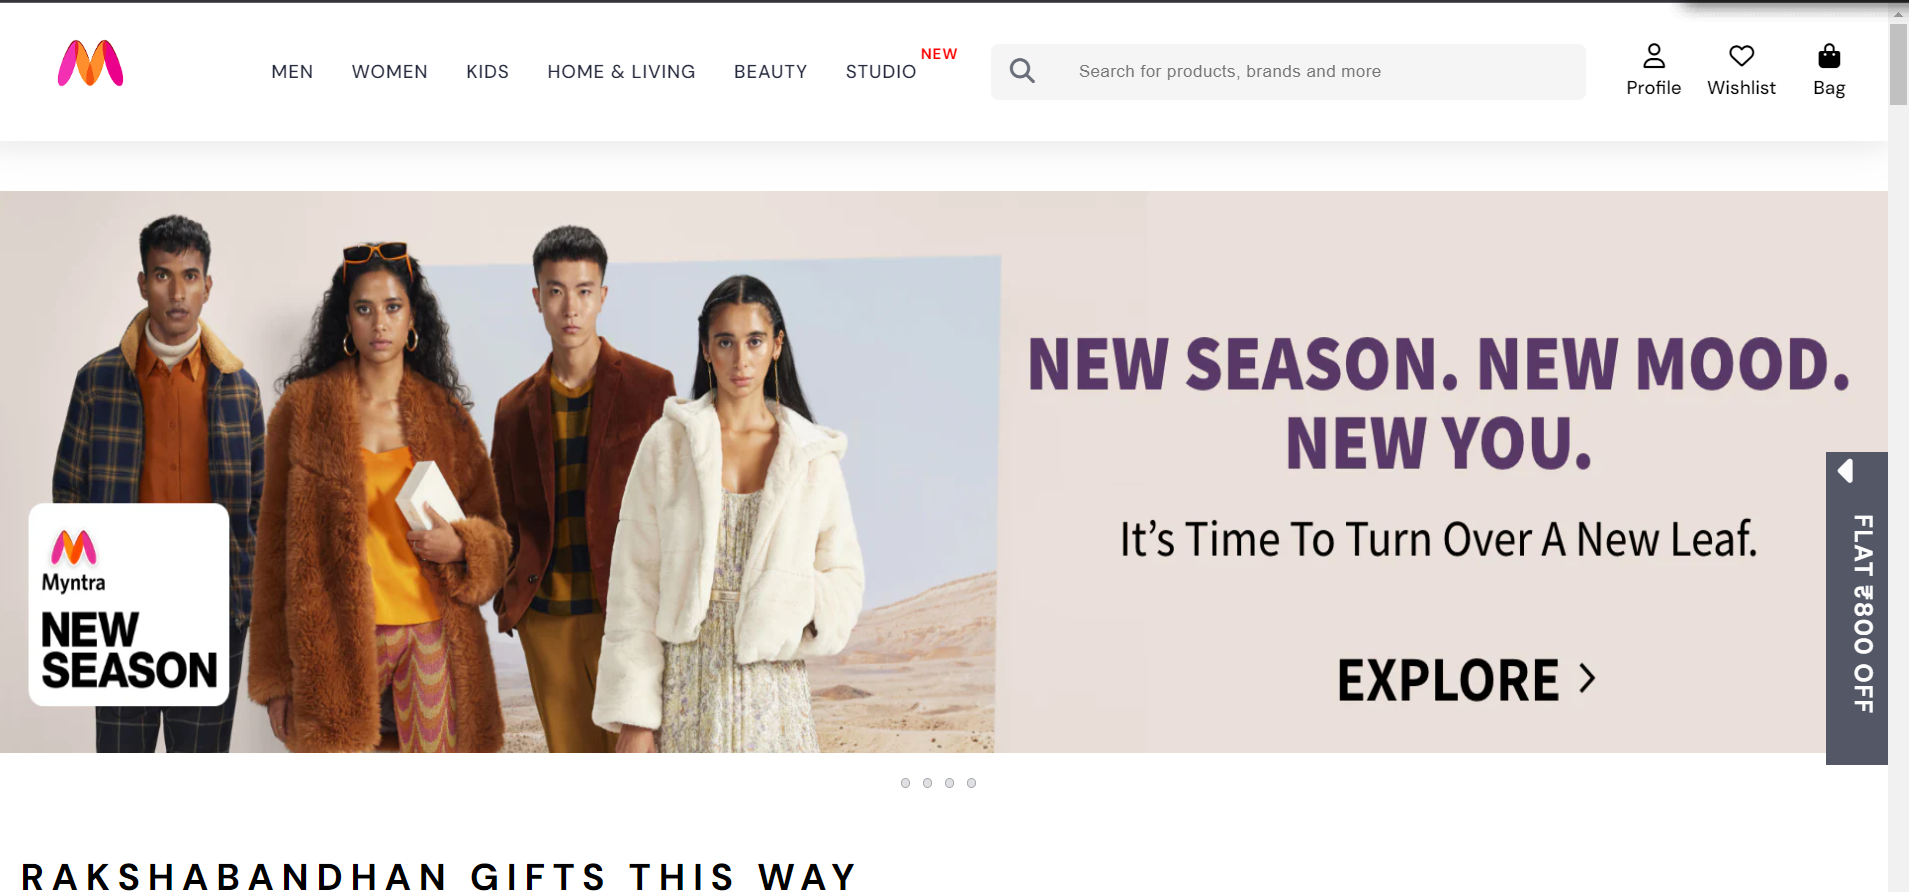 MEN
WOMEN
KIDS
HOME & LIVING
BEAUTY
STUDIO
NEW
Search for products, brands and more
Profile
Wishlist
Bag
NEW SEASON. NEW MOOD.
NEW YOU.
It’s Time To Turn Over A New Leaf.
EXPLORE >
Myntra
NEW
SEASON
FLAT ₹800 OFF
RAKSHABANDHAN GIFTS THIS WAY